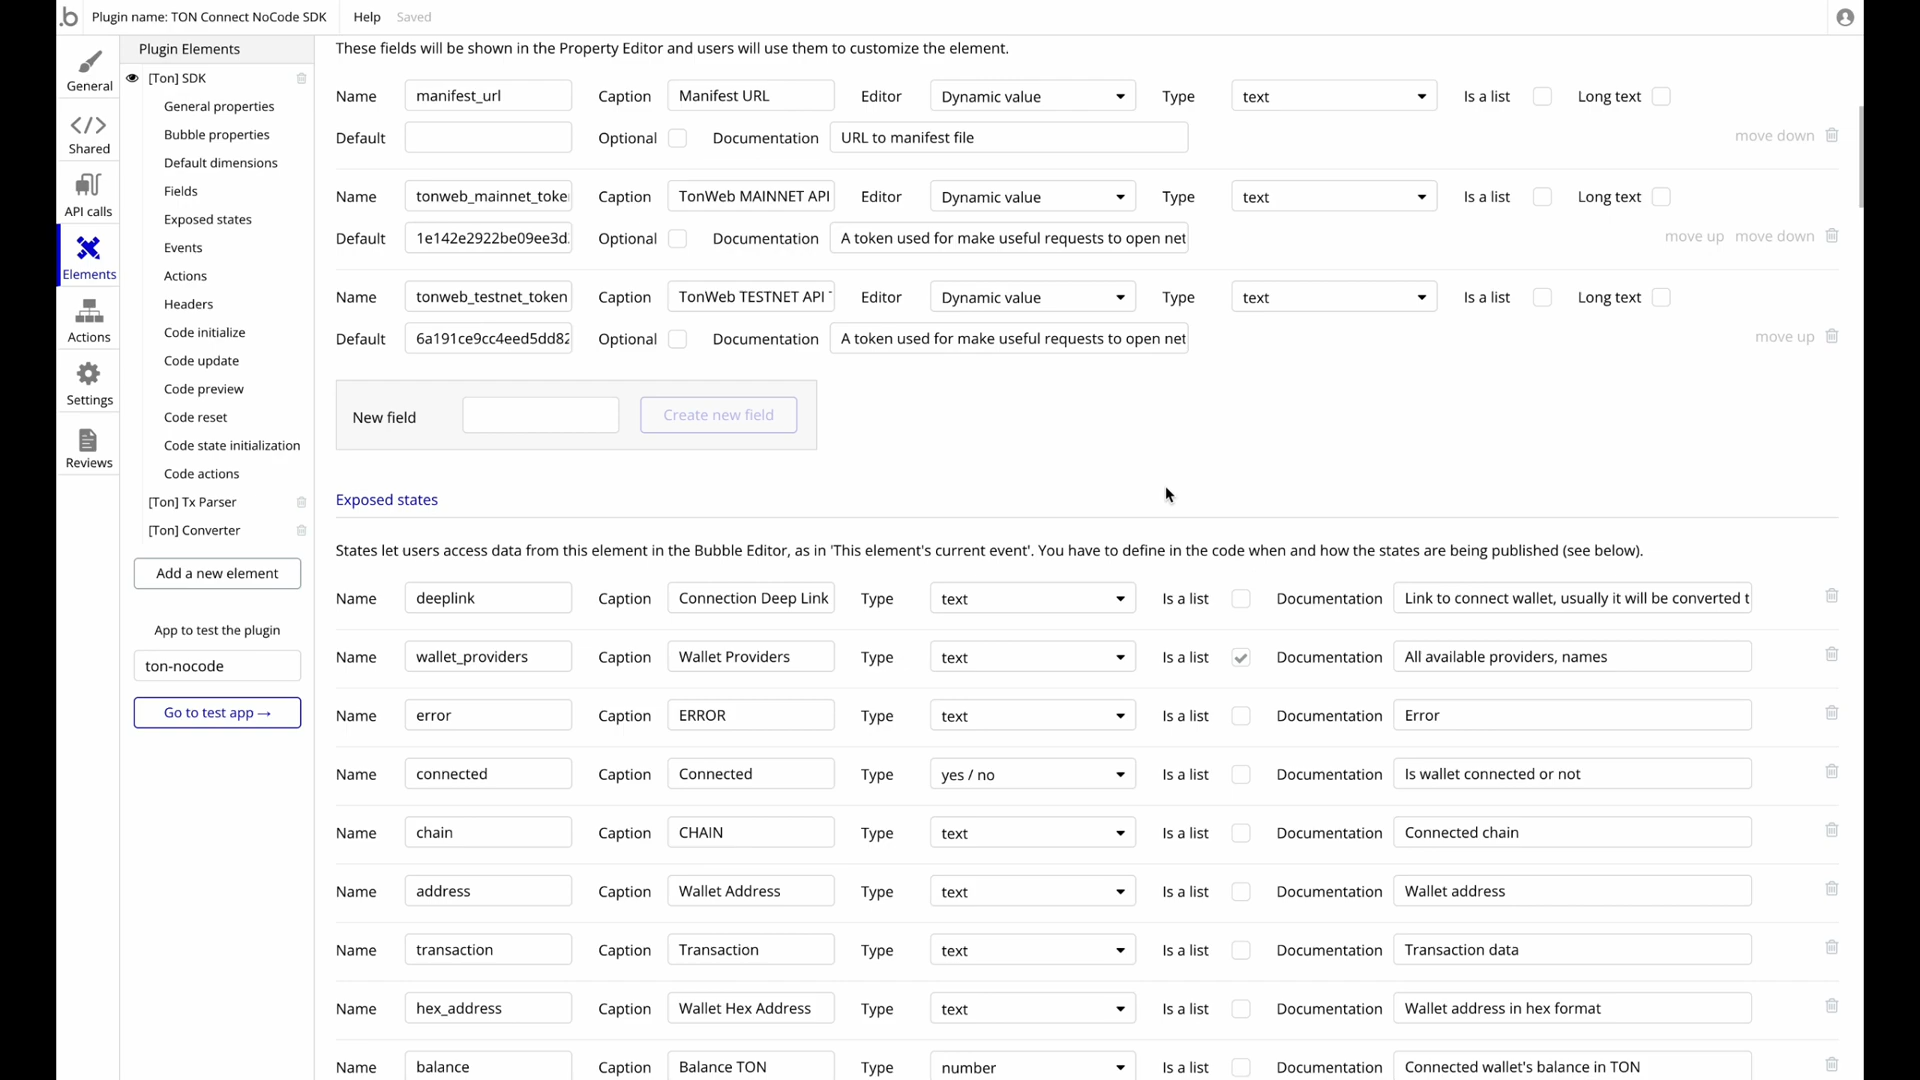 .b Plugin name: TON Connect NoCode SDK Help Saved
General
Shared
API calls
Elements
Actions
Settings
Reviews
Plugin Elements
[Ton] SDK
General properties
Bubble properties
Default dimensions
Fields
Exposed states
Events
Actions
Headers
Code initialize
Code update
Code preview
Code reset
Code state initialization
Code actions
[Ton] Tx Parser
[Ton] Converter
Add a new element
App to test the plugin
ton-nocode
Go to test app →
These fields will be shown in the Property Editor and users will use them to customize the element.
Name manifest_url Caption Manifest URL Editor Dynamic value Type text Is a list Long text
Default Optional Documentation URL to manifest file move down
Name tonweb_mainnet_toke Caption TonWeb MAINNET API Editor Dynamic value Type text Is a list Long text
Default 1e142e2922be09ee3d. Optional Documentation A token used for make useful requests to open net move up move down
Name tonweb_testnet_token Caption TonWeb TESTNET API Editor Dynamic value Type text Is a list Long text
Default 6a191ce9cc4eed5dd82 Optional Documentation A token used for make useful requests to open net move up
New field Create new field
Exposed states
States let users access data from this element in the Bubble Editor, as in 'This element's current event'. You have to define in the code when and how the states are being published (see below).
Name deeplink Caption Connection Deep Link Type text Is a list Documentation Link to connect wallet, usually it will be converted t
Name wallet_providers Caption Wallet Providers Type text Is a list Documentation All available providers, names
Name error Caption ERROR Type text Is a list Documentation Error
Name connected Caption Connected Type yes / no Is a list Documentation Is wallet connected or not
Name chain Caption CHAIN Type text Is a list Documentation Connected chain
Name address Caption Wallet Address Type text Is a list Documentation Wallet address
Name transaction Caption Transaction Type text Is a list Documentation Transaction data
Name hex_address Caption Wallet Hex Address Type text Is a list Documentation Wallet address in hex format
Name balance Caption Balance TON Type number Is a list Documentation Connected wallet's balance in TON